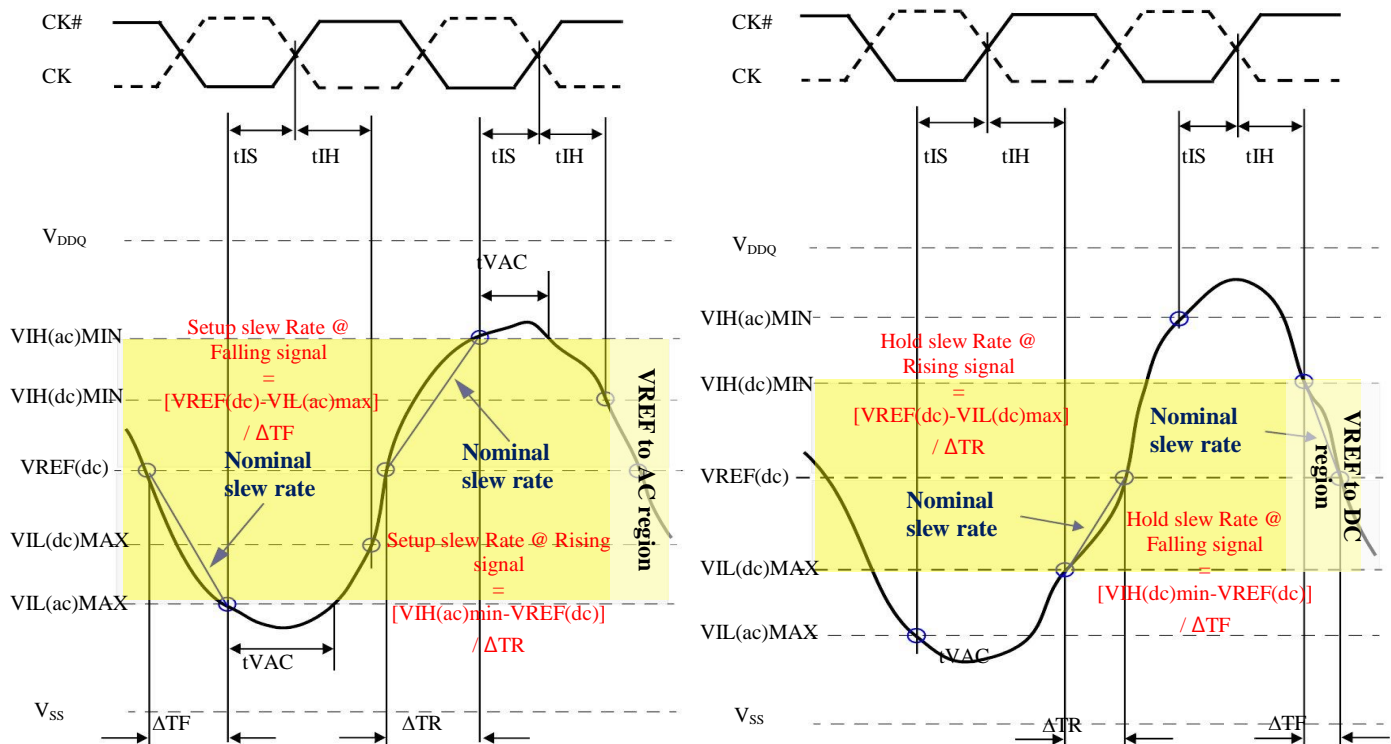 CK#
CK
tIS
tIH
tIS
tIH
VDDQ
tVAC
VIH(ac)MIN
Setup slew Rate @
Falling signal
=
[VREF(dc)-VIL(ac)max]
/ ΔTF
VIH(dc)MIN
Nominal
slew rate
Nominal
slew rate
VREF(dc)
VREF to AC region
VIL(dc)MAX
Setup slew Rate @ Rising
signal
=
[VIH(ac)min-VREF(dc)]
/ ΔTR
VIL(ac)MAX
tVAC
VSS
ΔTF
ΔTR
CK#
CK
tIS
tIH
tIS
tIH
VDDQ
VIH(ac)MIN
Hold slew Rate @
Rising signal
=
[VREF(dc)-VIL(dc)max]
/ ΔTR
VIH(dc)MIN
Nominal
slew rate
VREF to DC
region
VREF(dc)
Nominal
slew rate
Hold slew Rate @
Falling signal
=
[VIH(dc)min-VREF(dc)]
/ ΔTF
VIL(dc)MAX
VIL(ac)MAX
tVAC
VSS
ΔTR
ΔTF